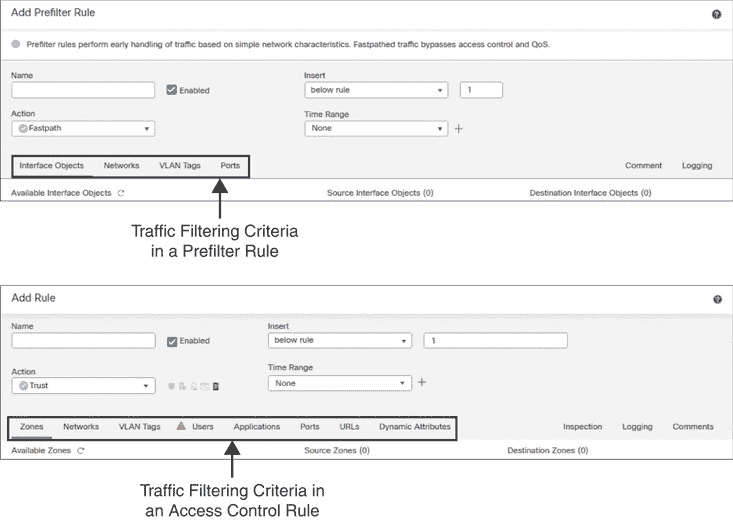 Add Prefilter Rule
Prefilter rules perform early handling of traffic based on simple network characteristics. Fastpathed traffic bypasses access control and QoS.
Name Insert
Enabled below rule 1
Action Time Range
Fastpath None
Interface Objects Networks VLAN Tags Ports Comment Logging
Available Interface Objects Source Interface Objects (0) Destination Interface Objects (0)
Traffic Filtering Criteria
in a Prefilter Rule
Add Rule
Name Insert
Enabled below rule 1
Action Time Range
Trust None
Zones Networks VLAN Tags Users Applications Ports URLs Dynamic Attributes Inspection Logging Comments
Available Zones Source Zones (0) Destination Zones (0)
Traffic Filtering Criteria in
an Access Control Rule